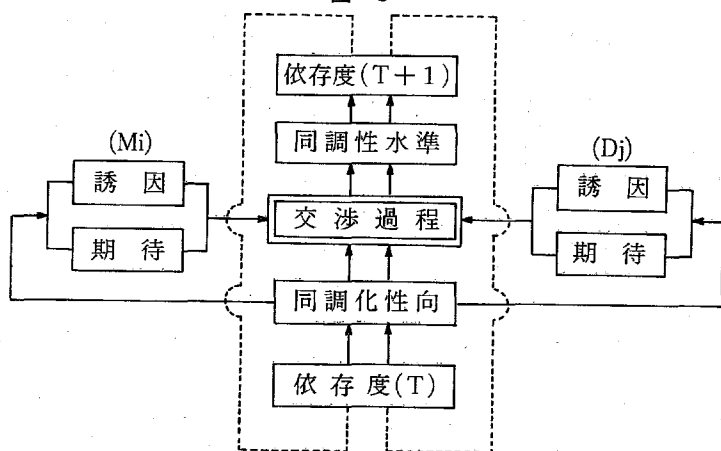 依存度(T+1)
同調性水準
(Mi)
誘因
期待
交渉過程
(Dj)
誘因
期待
同調化性向
依存度(T)